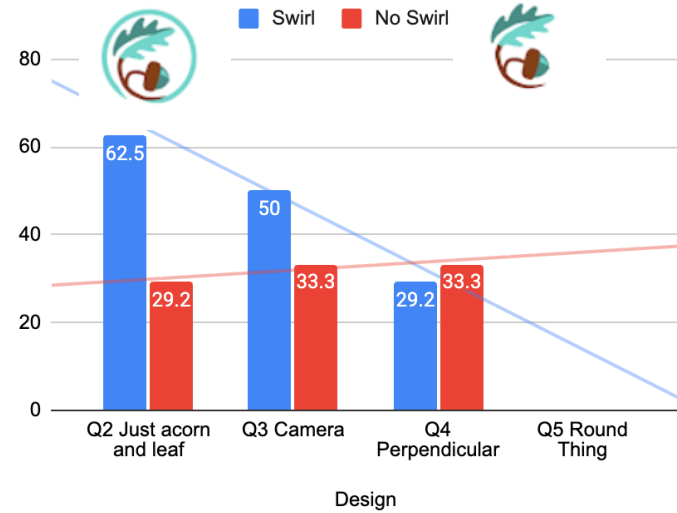 Swirl No Swirl
80
60
40
20
0
62.5
29.2
50
33.3
29.2
33.3
Q2 Just acorn
and leaf
Q3 Camera
Q4
Perpendicular
Q5 Round
Thing
Design